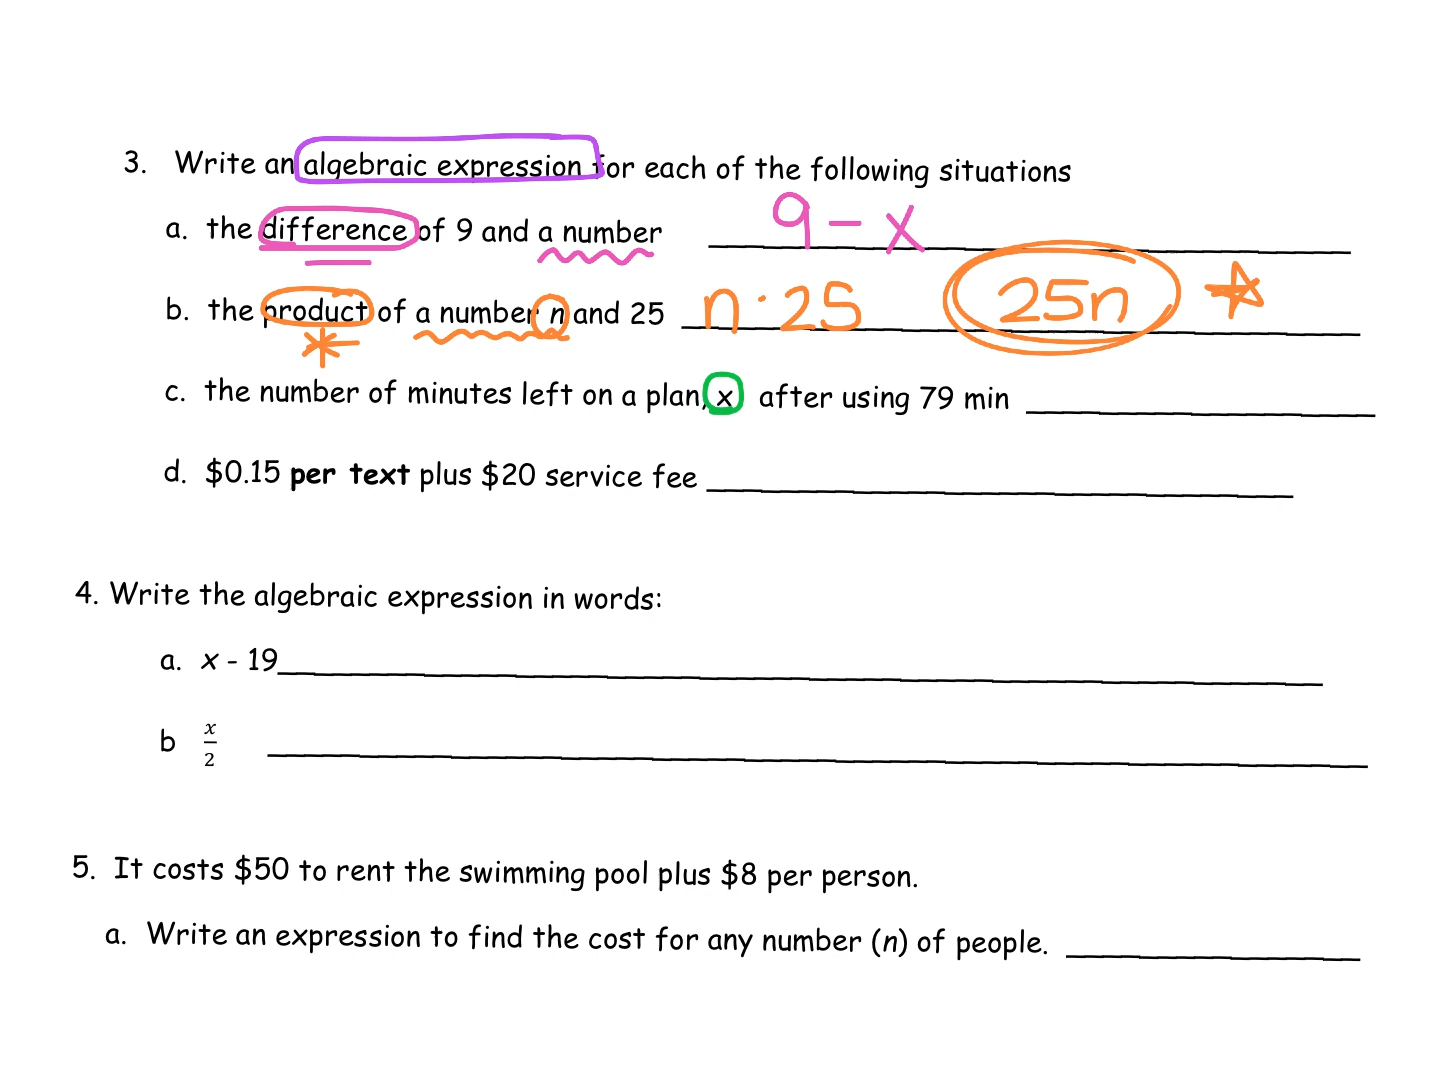 3. Write an algebraic expression for each of the following situations
a. the difference of 9 and a number 9 - x
b. the product of a number n and 25 n · 25 25n
c. the number of minutes left on a plan, x after using 79 min
d. $0.15 per text plus $20 service fee
4. Write the algebraic expression in words:
a. x - 19
b x/2
5. It costs $50 to rent the swimming pool plus $8 per person.
a. Write an expression to find the cost for any number (n) of people.